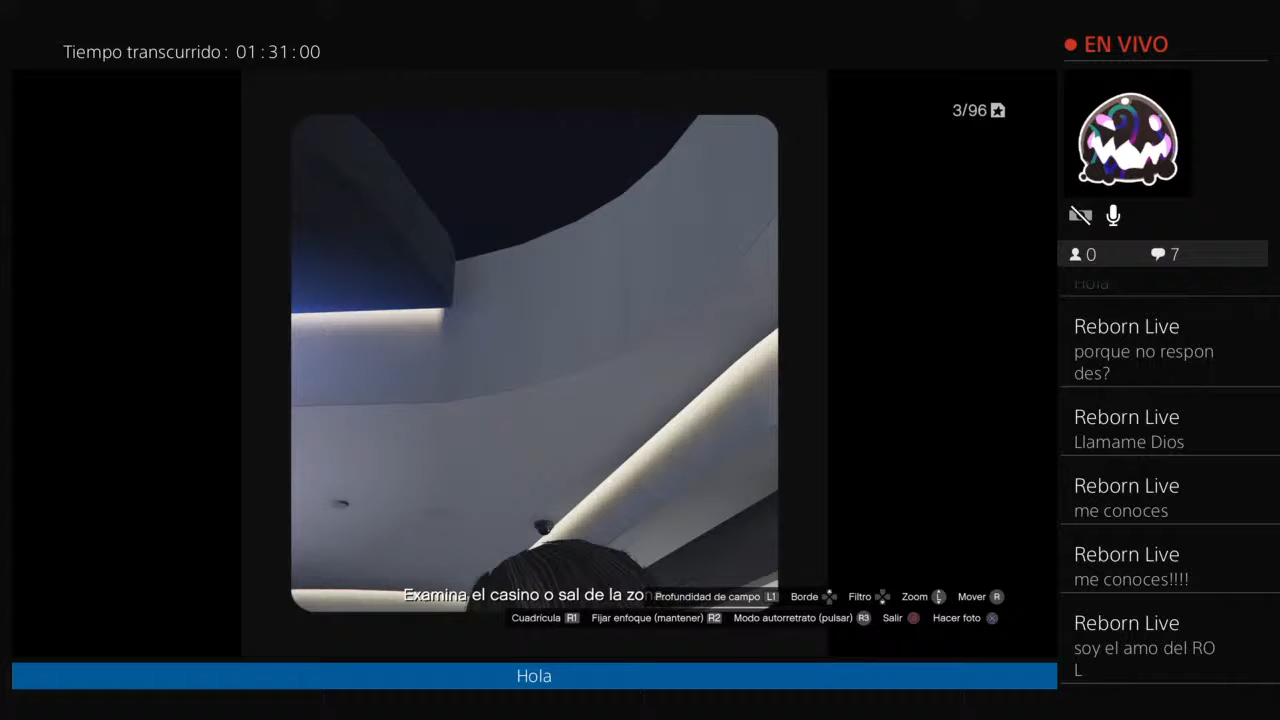 Tiempo transcurrido : 01:31:00
EN VIVO
3/96
0
7
Hola
Reborn Live
porque no respon
des?
Reborn Live
Llamame Dios
Reborn Live
me conoces
Reborn Live
me conoces!!!!
Reborn Live
soy el amo del RO
L
Examina el casino o sal de la
Profundidad de campo L1 Borde Filtro Zoom L Mover R
Cuadrícula R1 Fijar enfoque (mantener) R2 Modo autorretrato (pulsar) R3 Salir Hacer foto
Hola